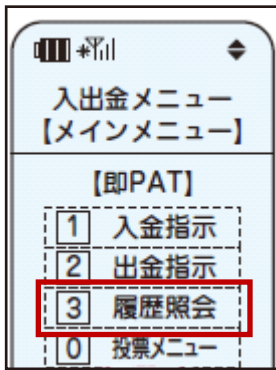 入出金メニュー
【メインメニュー】
【即PAT】
1 入金指示
2 出金指示
3 履歴照会
0 投票メニュー